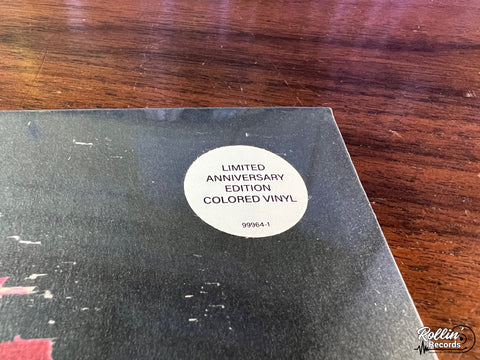 LIMITED
ANNIVERSARY
EDITION
COLORED VINYL
99964-1
Rollin'
Records